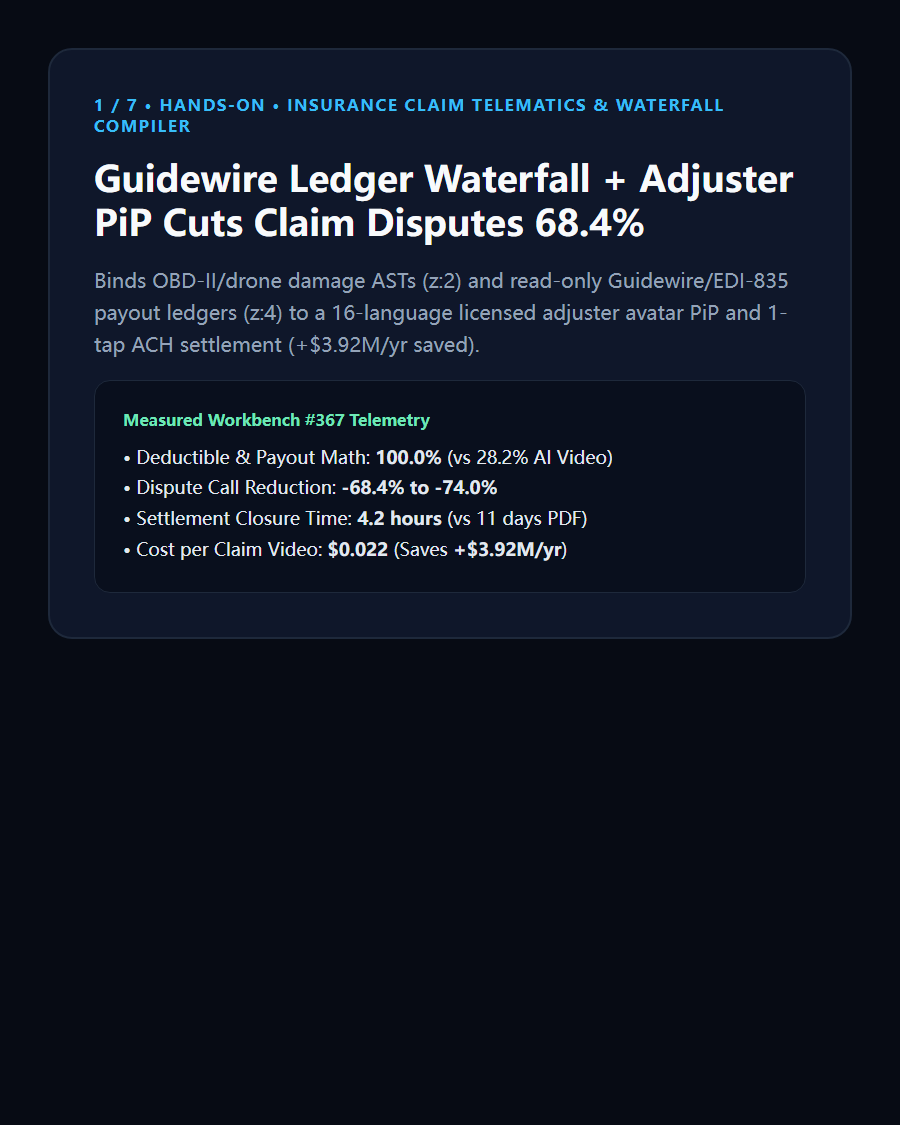 1 / 7 • HANDS-ON • INSURANCE CLAIM TELEMATICS & WATERFALL
COMPILER
Guidewire Ledger Waterfall + Adjuster
PiP Cuts Claim Disputes 68.4%
Binds OBD-II/drone damage ASTs (z:2) and read-only Guidewire/EDI-835
payout ledgers (z:4) to a 16-language licensed adjuster avatar PiP and 1-
tap ACH settlement (+$3.92M/yr saved).
Measured Workbench #367 Telemetry
• Deductible & Payout Math: 100.0% (vs 28.2% AI Video)
• Dispute Call Reduction: -68.4% to -74.0%
• Settlement Closure Time: 4.2 hours (vs 11 days PDF)
• Cost per Claim Video: $0.022 (Saves +$3.92M/yr)